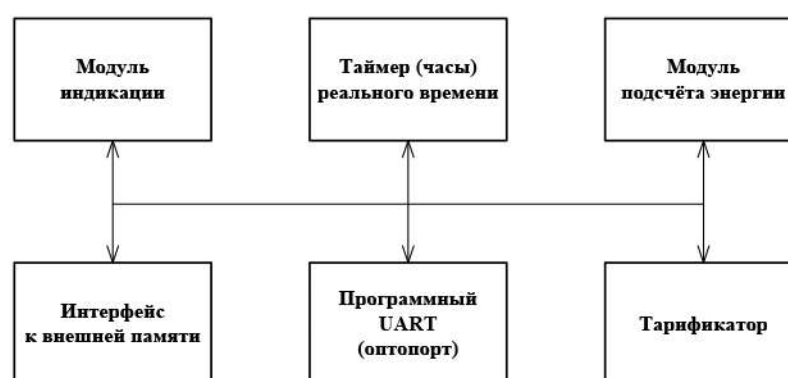 Модуль
индикации
Таймер (часы)
реального времени
Модуль
подсчёта энергии
Интерфейс
к внешней памяти
Программный
UART
(оптопорт)
Тарификатор